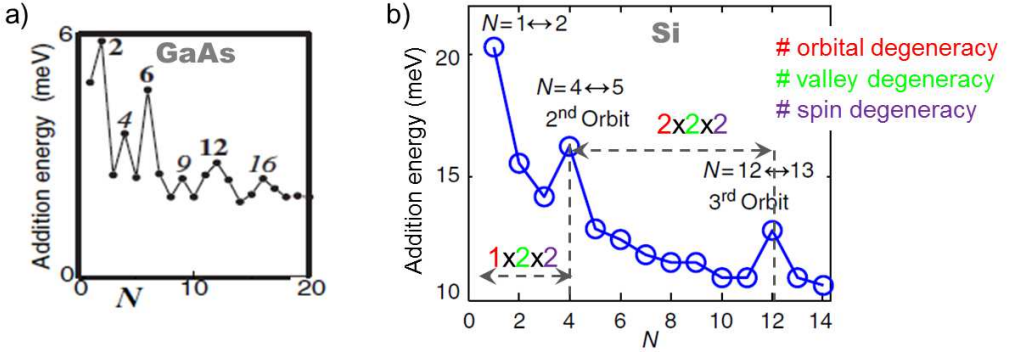 a)
GaAs
Addition energy (meV)
6
0
2
4
6
9
12
16
0
10
20
N
b)
Si
Addition energy (meV)
20
15
10
N=1↔2
N=4↔5
2nd Orbit
2x2x2
N=12↔13
3rd Orbit
1x2x2
0 2 4 6 8 10 12 14
N
# orbital degeneracy
# valley degeneracy
# spin degeneracy